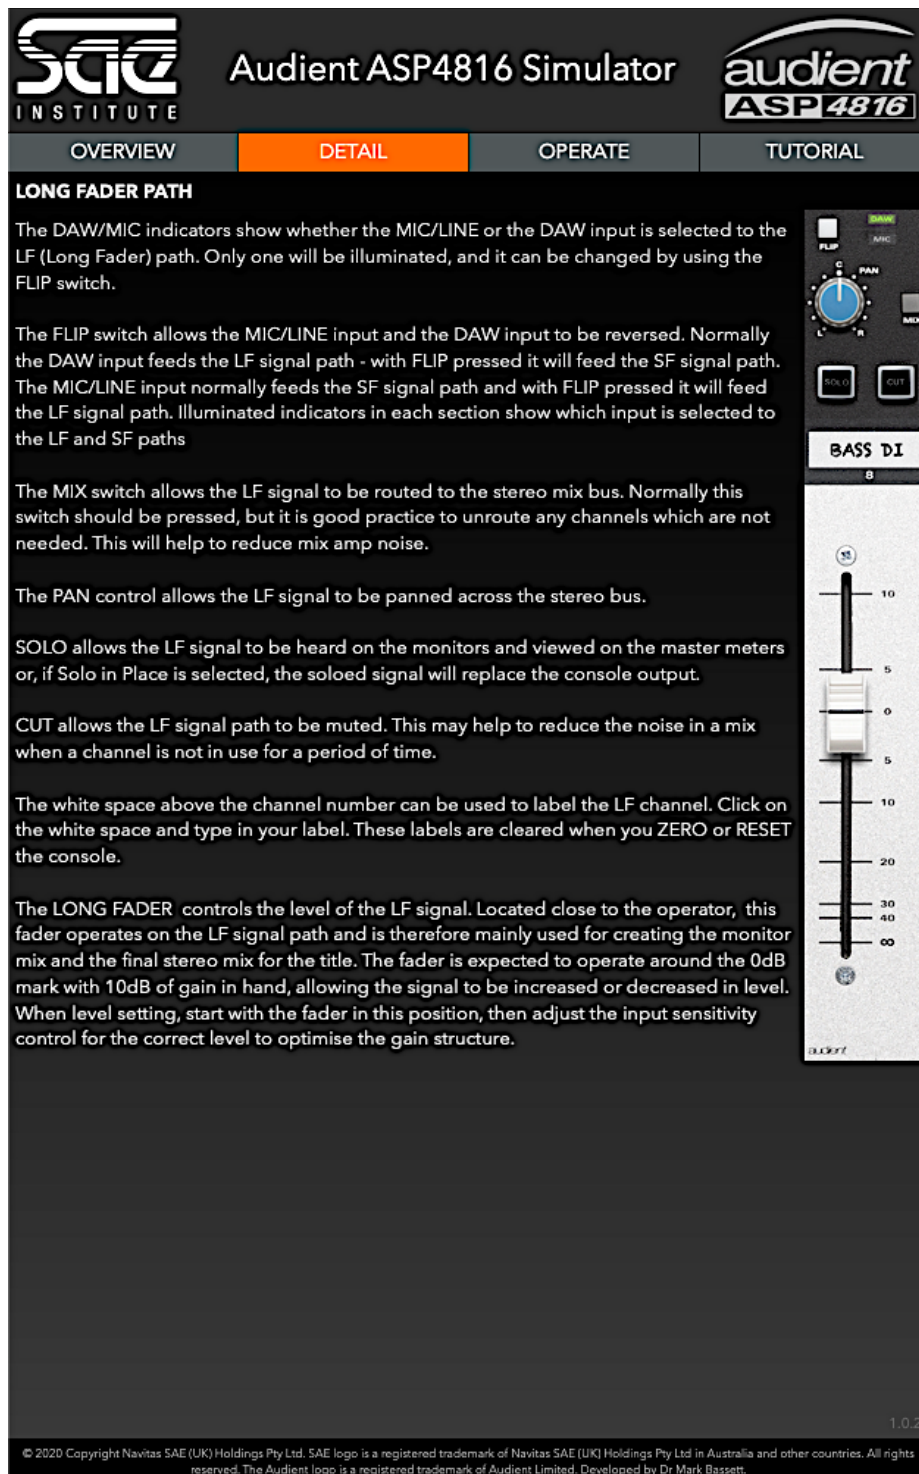 SAE
INSTITUTE
Audient ASP4816 Simulator
audient
ASP 4816
OVERVIEW
DETAIL
OPERATE
TUTORIAL
LONG FADER PATH
The DAW/MIC indicators show whether the MIC/LINE or the DAW input is selected to the
LF (Long Fader) path. Only one will be illuminated, and it can be changed by using the
FLIP switch.
The FLIP switch allows the MIC/LINE input and the DAW input to be reversed. Normally
the DAW input feeds the LF signal path - with FLIP pressed it will feed the SF signal path.
The MIC/LINE input normally feeds the SF signal path and with FLIP pressed it will feed
the LF signal path. Illuminated indicators in each section show which input is selected to
the LF and SF paths
The MIX switch allows the LF signal to be routed to the stereo mix bus. Normally this
switch should be pressed, but it is good practice to unroute any channels which are not
needed. This will help to reduce mix amp noise.
The PAN control allows the LF signal to be panned across the stereo bus.
SOLO allows the LF signal to be heard on the monitors and viewed on the master meters
or, if Solo in Place is selected, the soloed signal will replace the console output.
CUT allows the LF signal path to be muted. This may help to reduce the noise in a mix
when a channel is not in use for a period of time.
The white space above the channel number can be used to label the LF channel. Click on
the white space and type in your label. These labels are cleared when you ZERO or RESET
the console.
The LONG FADER controls the level of the LF signal. Located close to the operator, this
fader operates on the LF signal path and is therefore mainly used for creating the monitor
mix and the final stereo mix for the title. The fader is expected to operate around the 0dB
mark with 10dB of gain in hand, allowing the signal to be increased or decreased in level.
When level setting, start with the fader in this position, then adjust the input sensitivity
control for the correct level to optimise the gain structure.
DAW
FLIP
MIC
C
PAN
MIX
L R
SOLO
CUT
BASS DI
8
10
5
0
5
10
20
30
40
∞
audient
1.0.2
© 2020 Copyright Navitas SAE (UK) Holdings Pty Ltd. SAE logo is a registered trademark of Navitas SAE (UK) Holdings Pty Ltd in Australia and other countries. All rights
reserved. The Audient logo is a registered trademark of Audient Limited. Developed by Dr Mark Bassett.